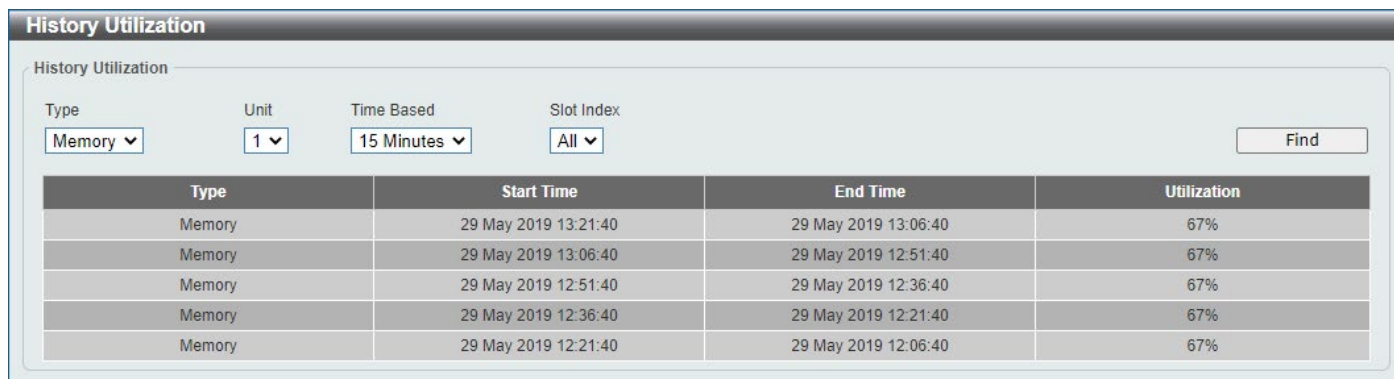 History Utilization
History Utilization
Type Unit Time Based Slot Index
Memory 1 15 Minutes All Find
Type Start Time End Time Utilization
Memory 29 May 2019 13:21:40 29 May 2019 13:06:40 67%
Memory 29 May 2019 13:06:40 29 May 2019 12:51:40 67%
Memory 29 May 2019 12:51:40 29 May 2019 12:36:40 67%
Memory 29 May 2019 12:36:40 29 May 2019 12:21:40 67%
Memory 29 May 2019 12:21:40 29 May 2019 12:06:40 67%